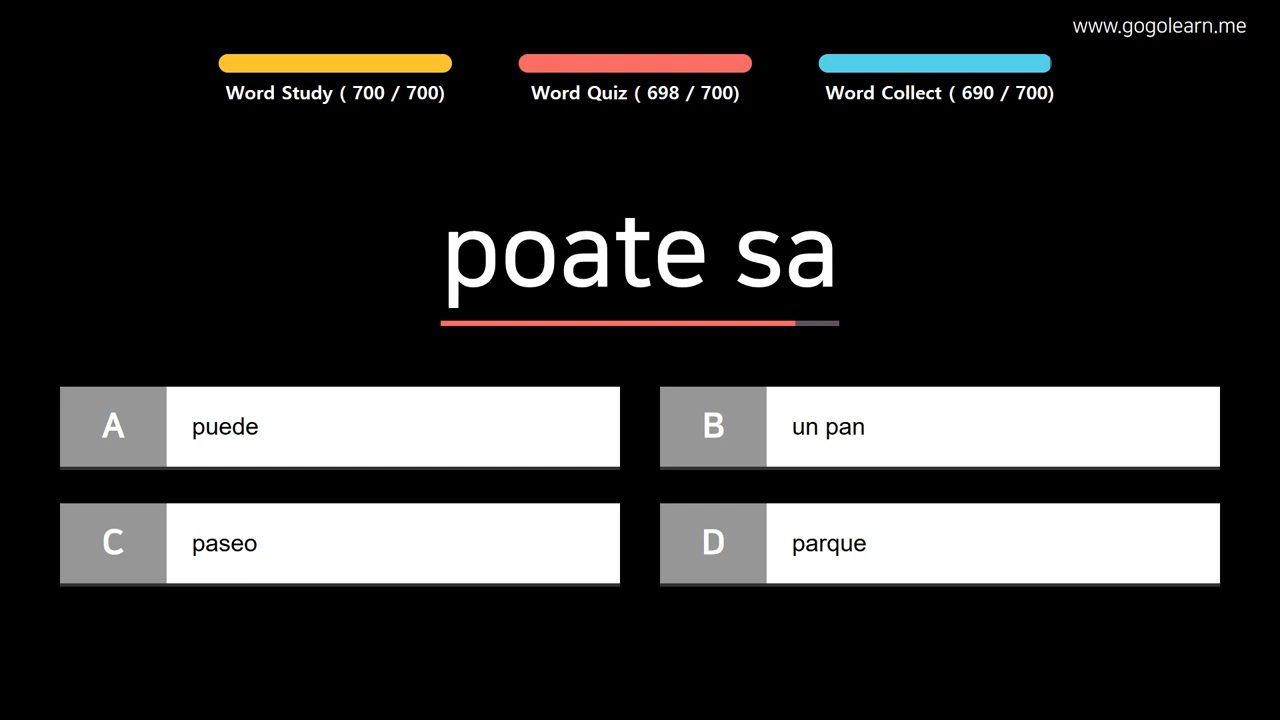 www.gogolearn.me
Word Study ( 700 / 700)
Word Quiz ( 698 / 700)
Word Collect ( 690 / 700)
poate sa
A puede
B un pan
C paseo
D parque